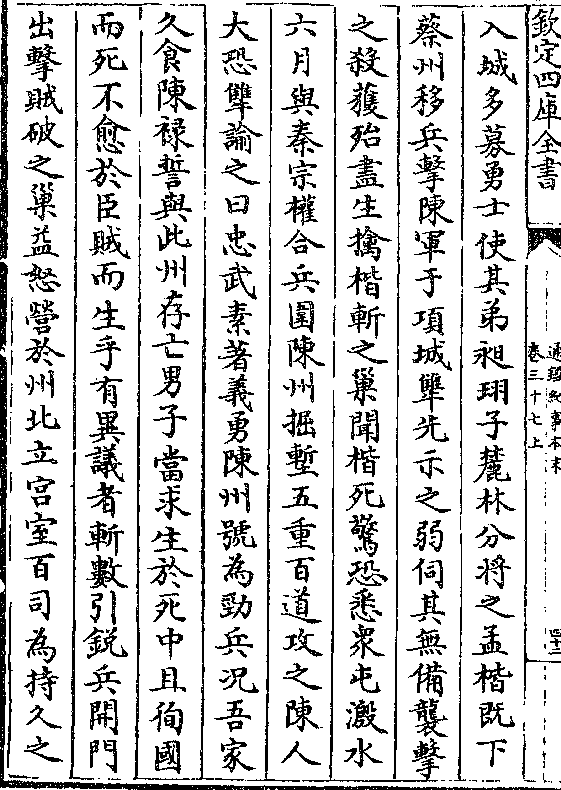 欽定四庫全書
通鑑紀事本末
卷三十七上
四十三
入城多募勇士使其弟昶珝子麓林分將之孟楷既下
蔡州移兵擊陳軍于項城犨先示之弱伺其無備襲擊
之殺獲殆盡生擒楷斬之巢聞楷死驚恐悉衆屯溵水
六月與秦宗權合兵圍陳州掘塹五重百道攻之陳人
大恐犨諭之曰忠武素著義勇陳州號為勁兵況吾家
久食陳禄誓與此州存亡男子當求生於死中且徇國
而死不愈於臣賊而生乎有異議者斬數引鋭兵開門
出擊賊破之巢益怒營於州北立宫室百司為持久之